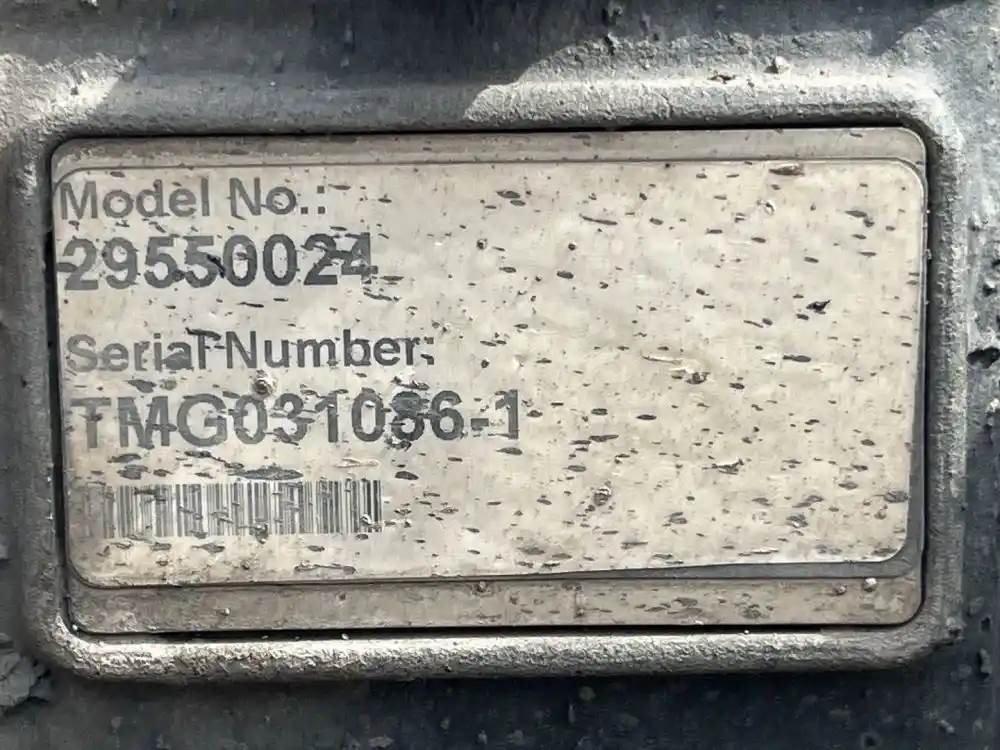 Model No.:
29550024
Serial Number:
TMG031086-1